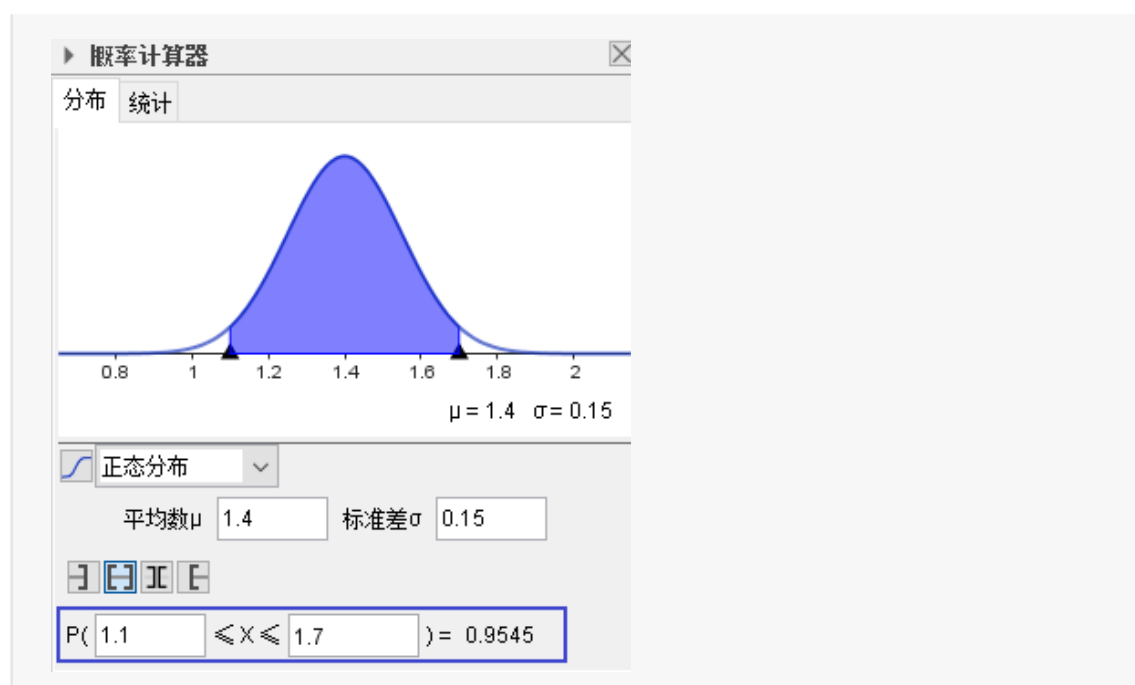 概率计算器
分布 统计
0.8 1 1.2 1.4 1.6 1.8 2
μ = 1.4 σ = 0.15
正态分布
平均数μ 1.4 标准差σ 0.15
P( 1.1 ≤ X ≤ 1.7 ) = 0.9545